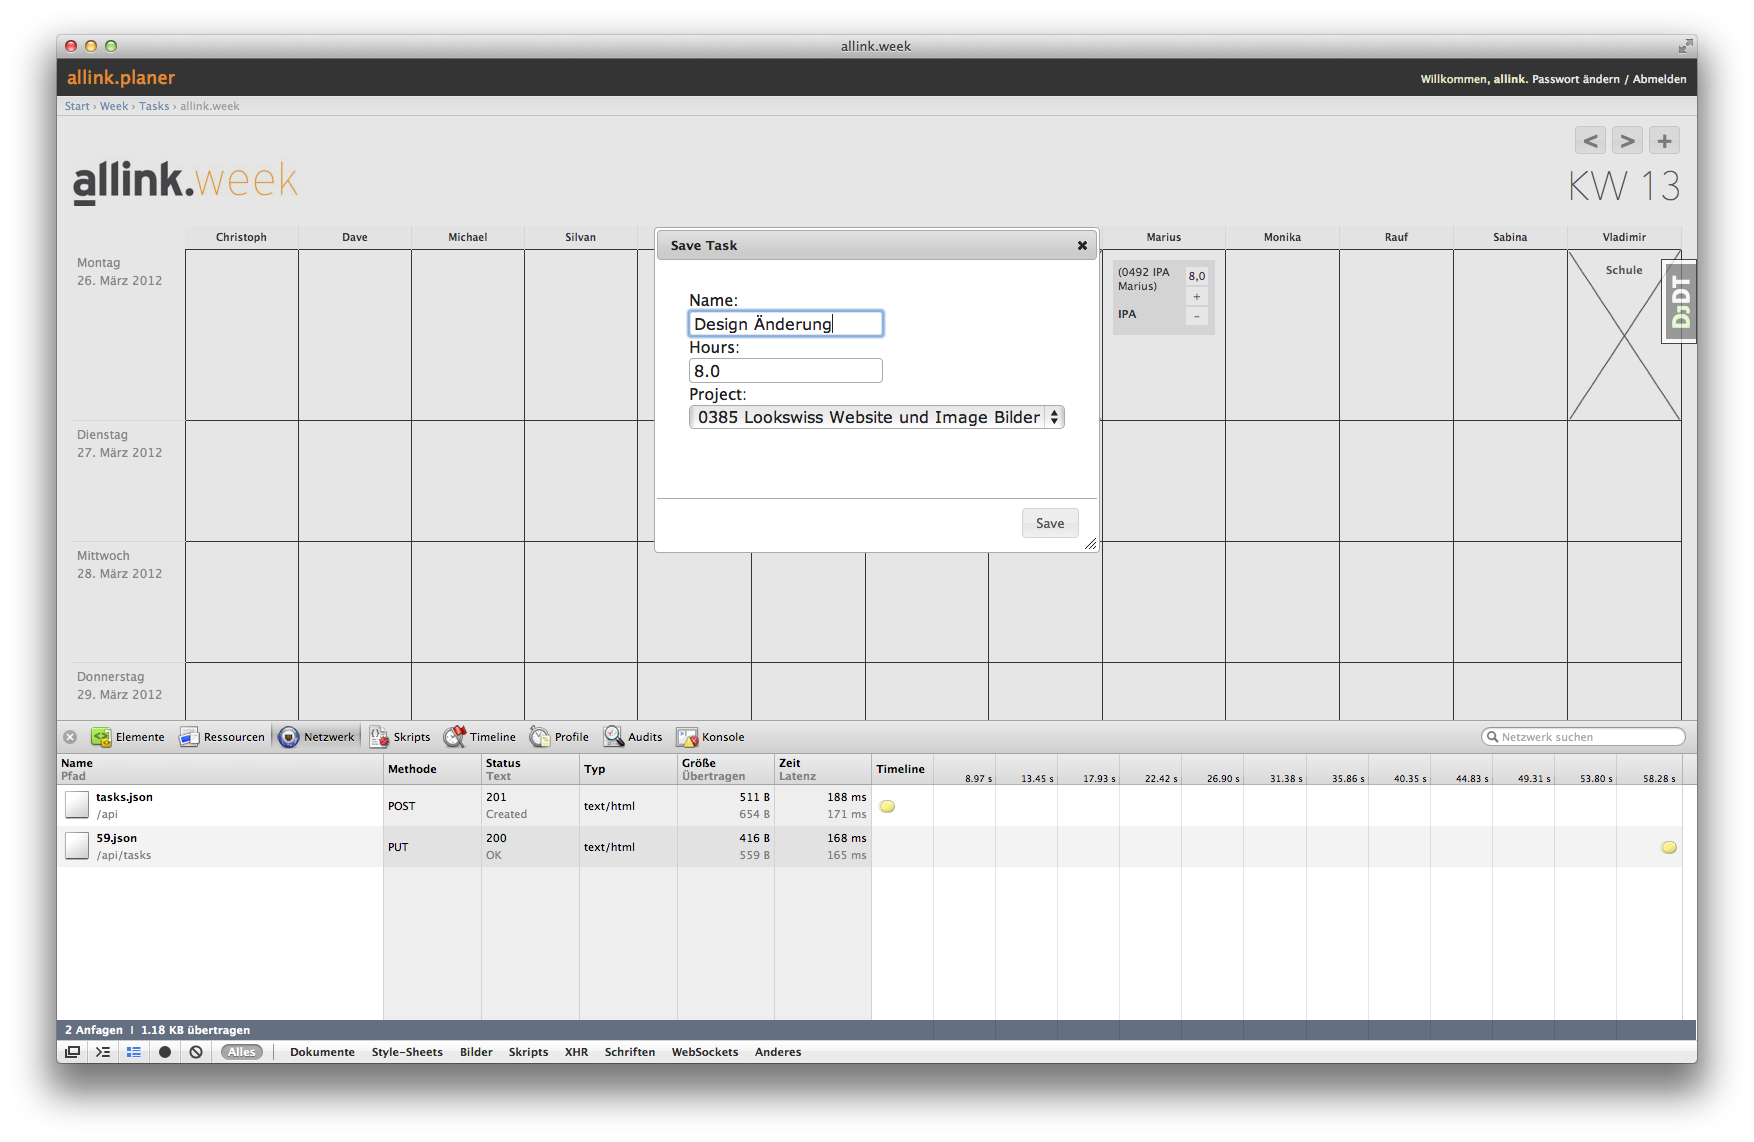 allink.week
allink.planer
Willkommen, allink. Passwort ändern / Abmelden
Start › Week › Tasks › allink.week
< > +
allink.week
KW 13
Christoph Dave Michael Silvan Marius Monika Rauf Sabina Vladimir
Montag
26. März 2012
(0492 IPA Marius)
8,0
+
IPA
-
Schule
DjDT
Save Task
Name:
Design Änderung
Hours:
8.0
Project:
0385 Lookswiss Website und Image Bilder
Save
Dienstag
27. März 2012
Mittwoch
28. März 2012
Donnerstag
29. März 2012
Elemente Ressourcen Netzwerk Skripts Timeline Profile Audits Konsole
Netzwerk suchen
Name Methode Status Typ Größe Zeit Timeline
Pfad Text Übertragen Latenz
8.97 s 13.45 s 17.93 s 22.42 s 26.90 s 31.38 s 35.86 s 40.35 s 44.83 s 49.31 s 53.80 s 58.28 s
tasks.json POST 201 text/html 511 B 188 ms
/api Created 654 B 171 ms
59.json PUT 200 text/html 416 B 168 ms
/api/tasks OK 559 B 165 ms
2 Anfagen | 1.18 KB übertragen
Alles Dokumente Style-Sheets Bilder Skripts XHR Schriften WebSockets Anderes